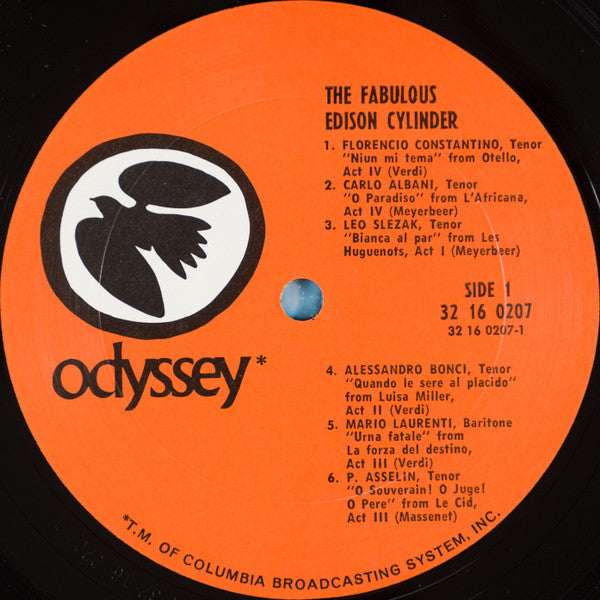 THE FABULOUS
EDISON CYLINDER
1. FLORENCIO CONSTANTINO, Tenor
"Niun mi tema" from Otello,
Act IV (Verdi)
2. CARLO ALBANI, Tenor
"O Paradiso" from L'Africana,
Act IV (Meyerbeer)
3. LEO SLEZAK, Tenor
"Bianca al par" from Les
Huguenots, Act I (Meyerbeer)
SIDE 1
32 16 0207
32 16 0207-1
odyssey*
4. ALESSANDRO BONCI, Tenor
"Quando le sere al placido"
from Luisa Miller,
Act II (Verdi)
5. MARIO LAURENTI, Baritone
"Urna fatale" from
La forza del destino,
Act III (Verdi)
6. P. ASSELIN, Tenor
"O Souverain! O Juge!
O Pere" from Le Cid,
Act III (Massenet)
*T.M. OF COLUMBIA BROADCASTING SYSTEM, INC.